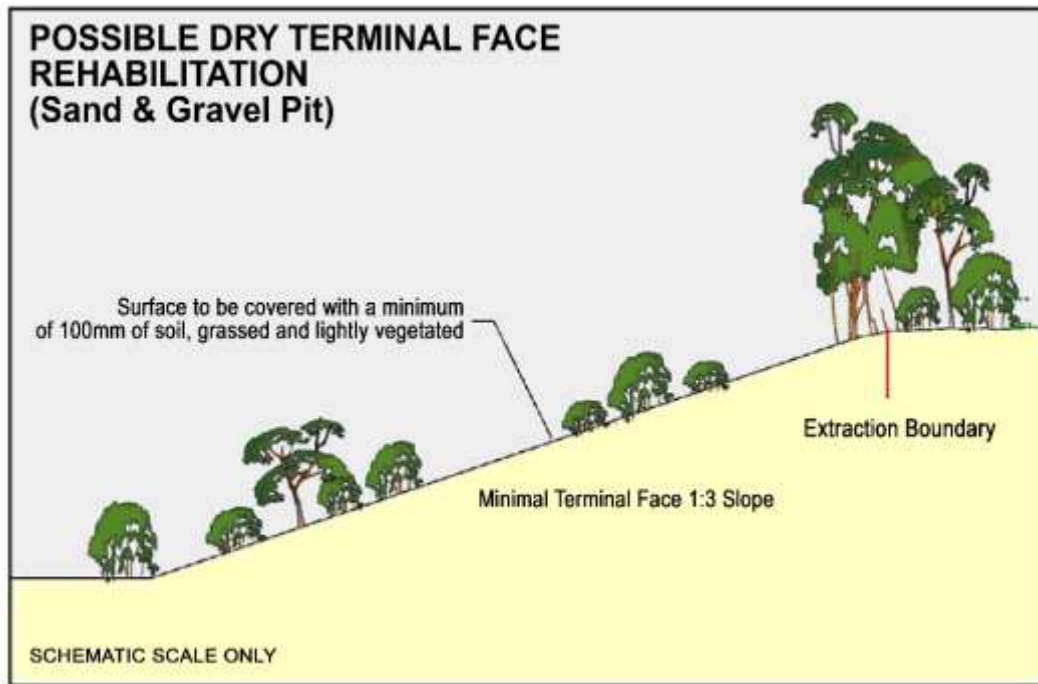 POSSIBLE DRY TERMINAL FACE
REHABILITATION
(Sand & Gravel Pit)
Surface to be covered with a minimum
of 100mm of soil, grassed and lightly vegetated
Extraction Boundary
Minimal Terminal Face 1:3 Slope
SCHEMATIC SCALE ONLY